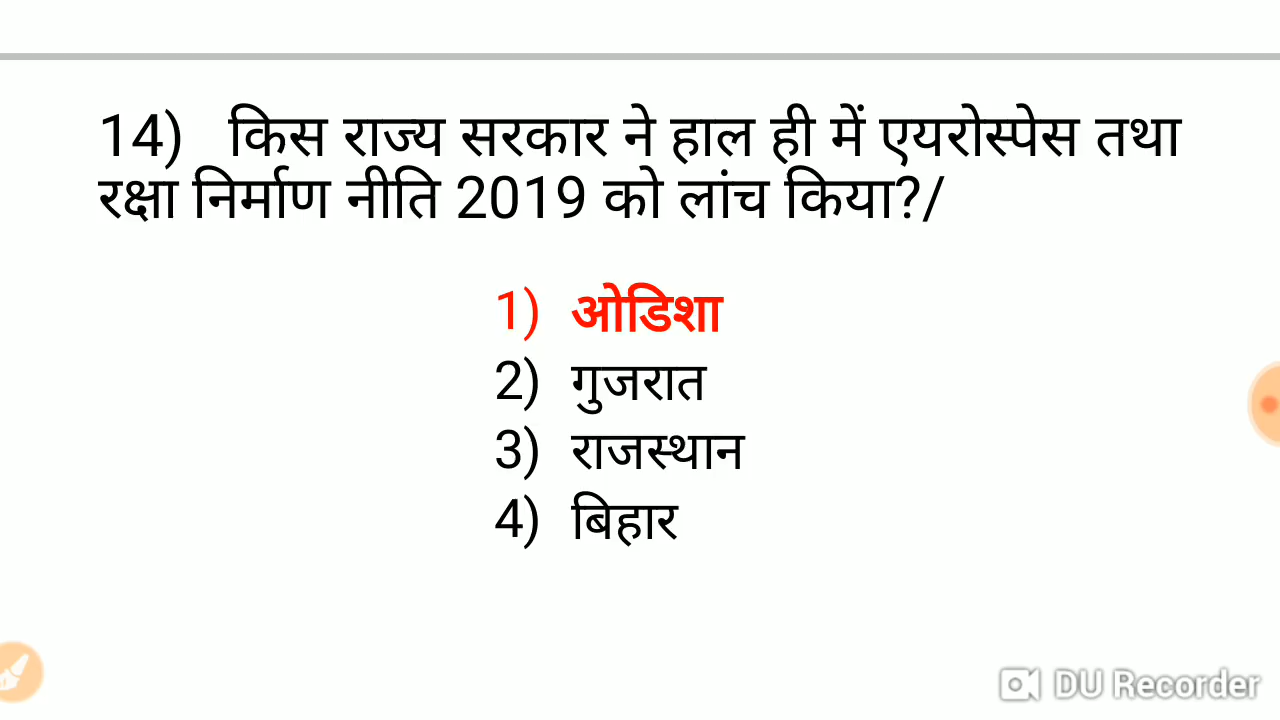 14) किस राज्य सरकार ने हाल ही में एयरोस्पेस तथा
रक्षा निर्माण नीति 2019 को लांच किया?/
1) ओडिशा
2) गुजरात
3) राजस्थान
4) बिहार
DU Recorder